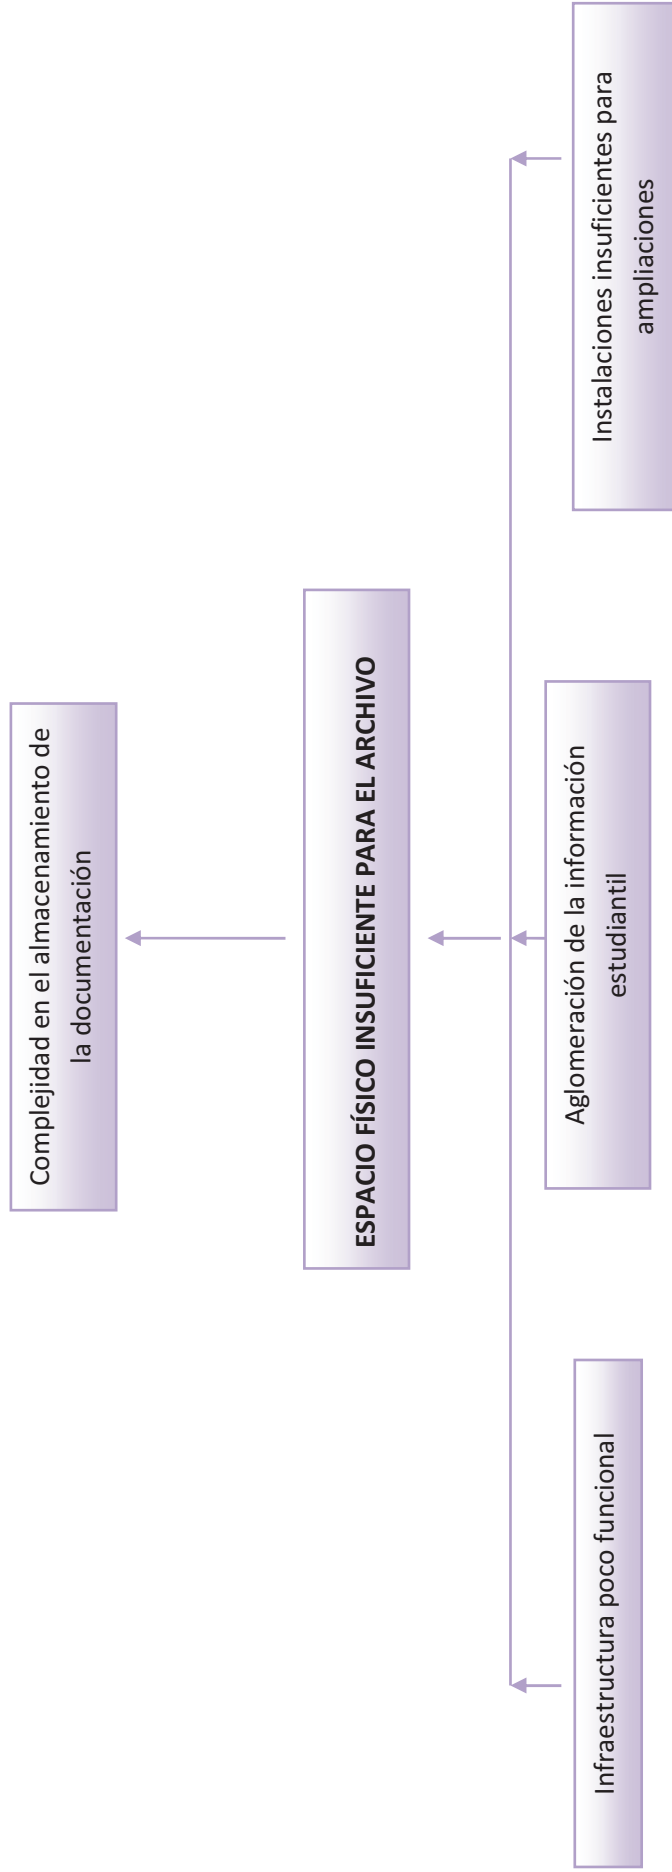 Complejidad en el almacenamiento de
la documentación
ESPACIO FÍSICO INSUFICIENTE PARA EL ARCHIVO
Infraestructura poco funcional
Aglomeración de la información
estudiantil
Instalaciones insuficientes para
ampliaciones